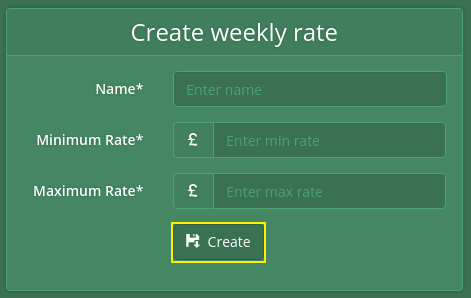 Create weekly rate
Name* Enter name
Minimum Rate* £ Enter min rate
Maximum Rate* £ Enter max rate
Create